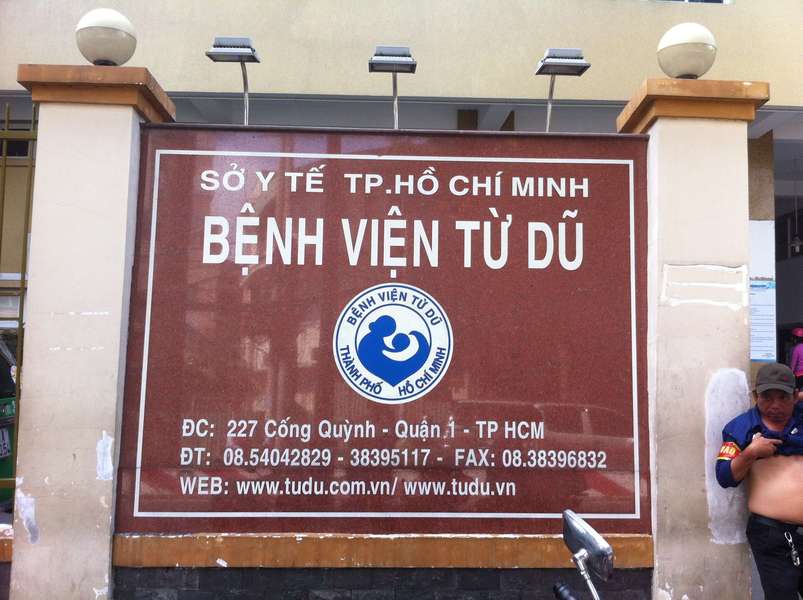 SỞ Y TẾ TP.HỒ CHÍ MINH
BỆNH VIỆN TỪ DŨ
BỆNH VIỆN TỪ DŨ
THÀNH PHỐ HỒ CHÍ MINH
ĐC: 227 Cống Quỳnh - Quận 1 - TP HCM
ĐT: 08.54042829 - 38395117 - FAX: 08.38396832
WEB: www.tudu.com.vn/ www.tudu.vn